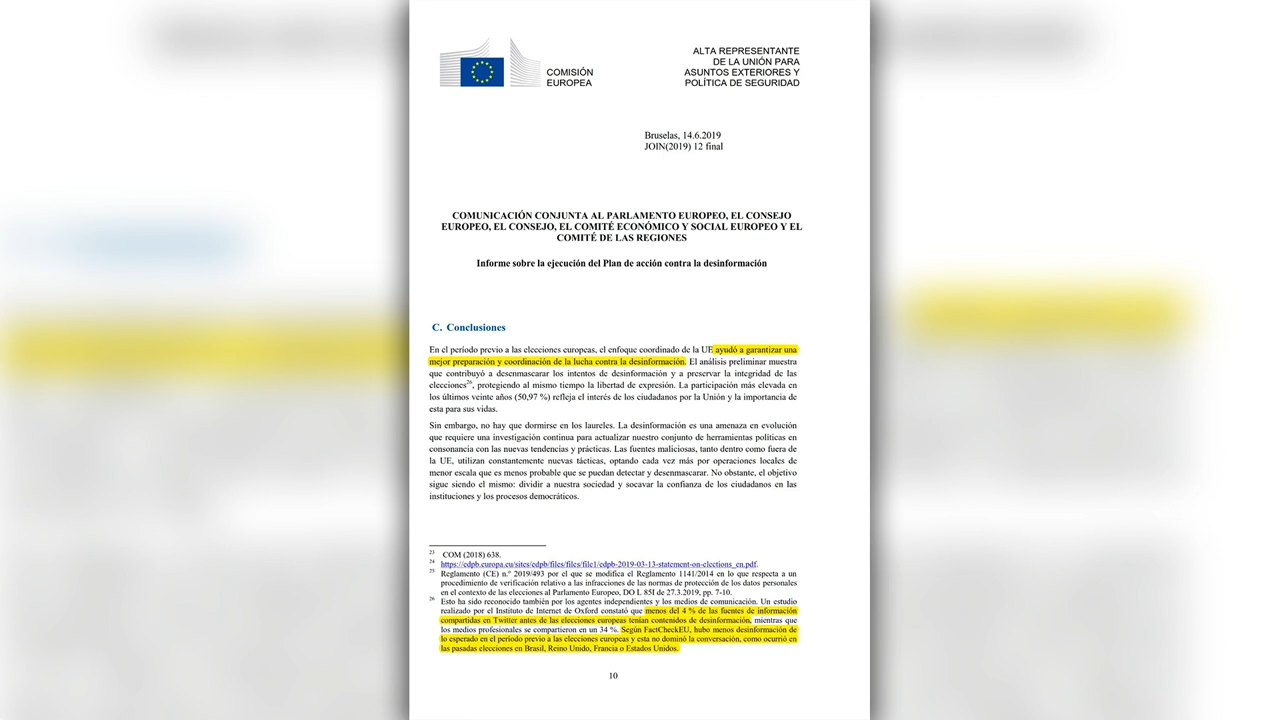 COMISIÓN
EUROPEA
ALTA REPRESENTANTE
DE LA UNIÓN PARA
ASUNTOS EXTERIORES Y
POLÍTICA DE SEGURIDAD
Bruselas, 14.6.2019
JOIN(2019) 12 final
COMUNICACIÓN CONJUNTA AL PARLAMENTO EUROPEO, EL CONSEJO
EUROPEO, EL CONSEJO, EL COMITÉ ECONÓMICO Y SOCIAL EUROPEO Y EL
COMITÉ DE LAS REGIONES
Informe sobre la ejecución del Plan de acción contra la desinformación
C. Conclusiones
En el período previo a las elecciones europeas, el enfoque coordinado de la UE ayudó a garantizar una
mejor preparación y coordinación de la lucha contra la desinformación. El análisis preliminar muestra
que contribuyó a desenmascarar los intentos de desinformación y a preservar la integridad de las
elecciones26, protegiendo al mismo tiempo la libertad de expresión. La participación más elevada en
los últimos veinte años (50,97 %) refleja el interés de los ciudadanos por la Unión y la importancia de
esta para sus vidas.
Sin embargo, no hay que dormirse en los laureles. La desinformación es una amenaza en evolución
que requiere una investigación continua para actualizar nuestro conjunto de herramientas políticas en
consonancia con las nuevas tendencias y prácticas. Las fuentes maliciosas, tanto dentro como fuera de
la UE, utilizan constantemente nuevas tácticas, optando cada vez más por operaciones locales de
menor escala que es menos probable que se puedan detectar y desenmascarar. No obstante, el objetivo
sigue siendo el mismo: dividir a nuestra sociedad y socavar la confianza de los ciudadanos en las
instituciones y los procesos democráticos.
23 COM (2018) 638.
24 https://edpb.europa.eu/sites/edpb/files/files/file1/edpb-2019-03-13-statement-on-elections_en.pdf.
25 Reglamento (CE) n.º 2019/493 por el que se modifica el Reglamento 1141/2014 en lo que respecta a un
procedimiento de verificación relativo a las infracciones de las normas de protección de los datos personales
en el contexto de las elecciones al Parlamento Europeo, DO L 85I de 27.3.2019, pp. 7-10.
26 Esto ha sido reconocido también por los agentes independientes y los medios de comunicación. Un estudio
realizado por el Instituto de Internet de Oxford constató que menos del 4 % de las fuentes de información
compartidas en Twitter antes de las elecciones europeas tenían contenidos de desinformación, mientras que
los medios profesionales se compartieron en un 34 %. Según FactCheckEU, hubo menos desinformación de
lo esperado en el período previo a las elecciones europeas y esta no dominó la conversación, como ocurrió en
las pasadas elecciones en Brasil, Reino Unido, Francia o Estados Unidos.
10